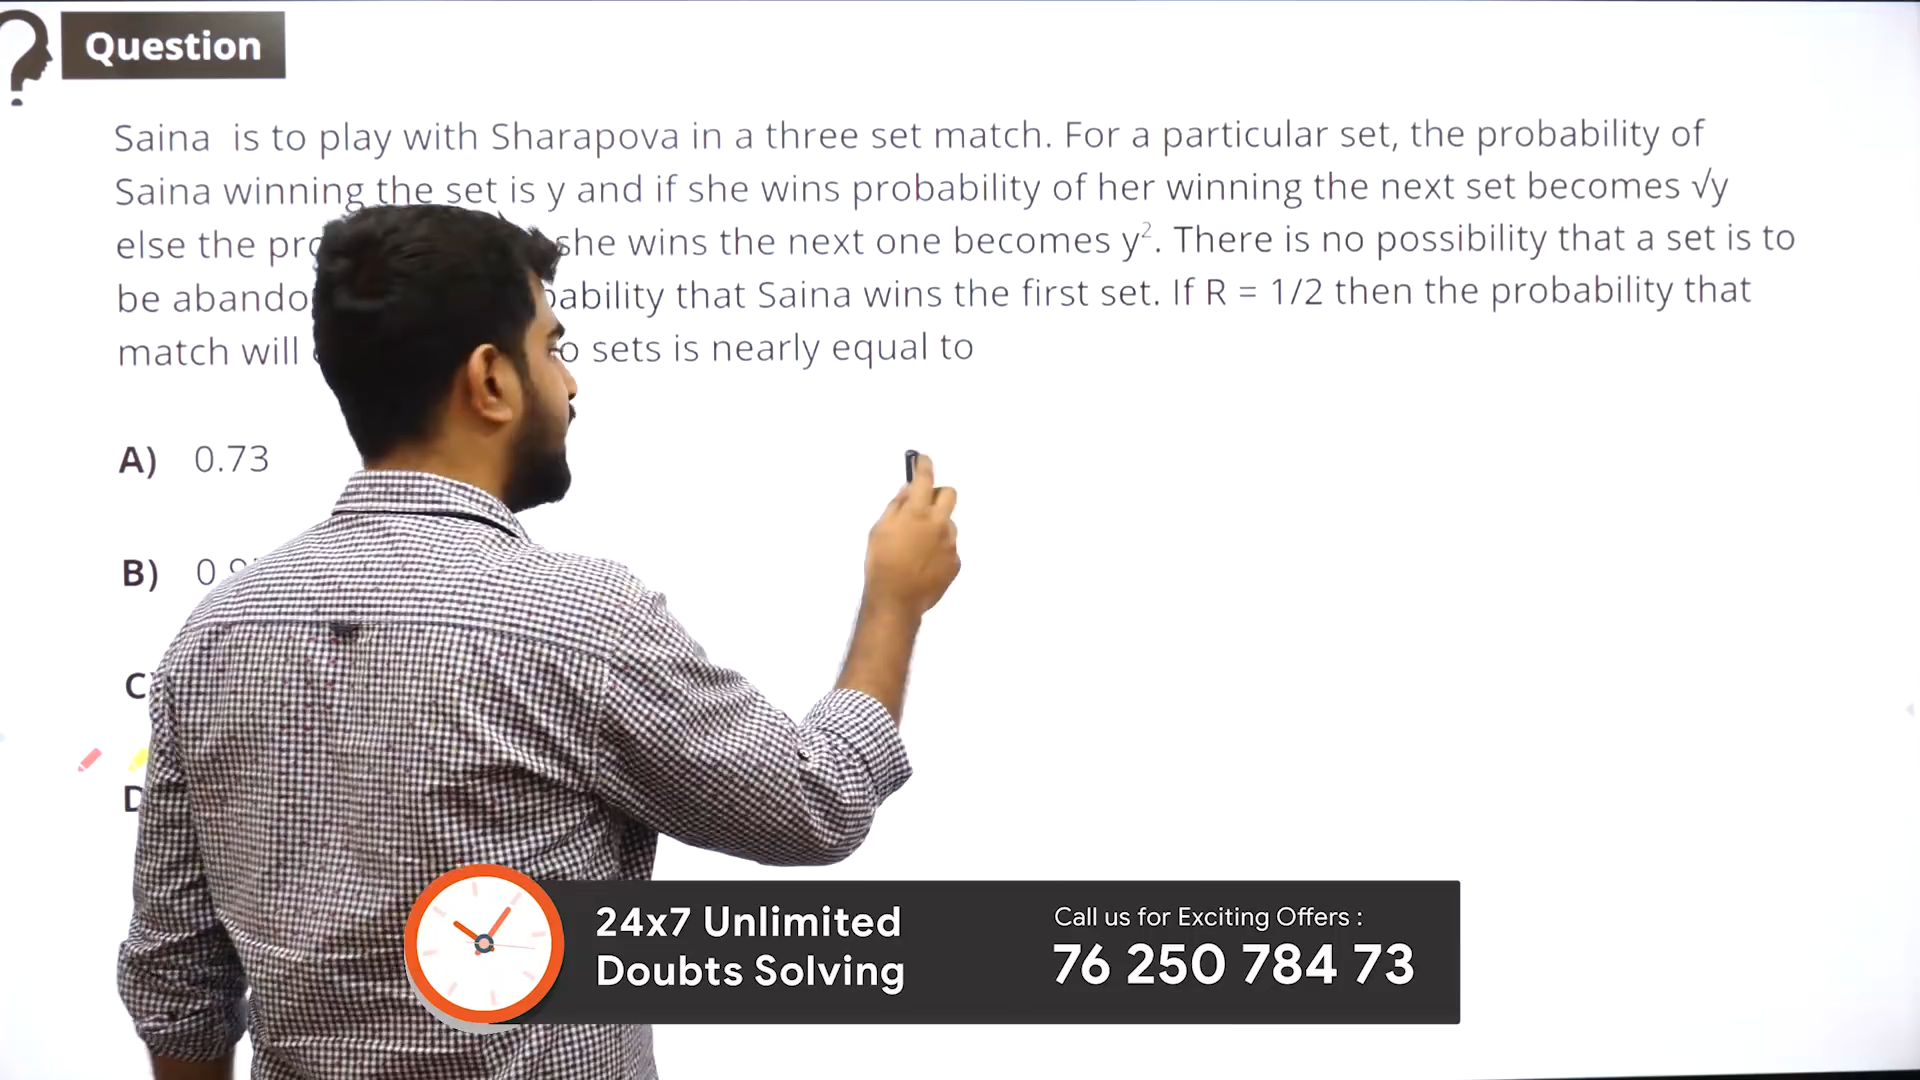 Question
Saina is to play with Sharapova in a three set match. For a particular set, the probability of
Saina winning the set is y and if she wins probability of her winning the next set becomes √y
else the she wins the next one becomes y². There is no possibility that a set is to
be that Saina wins the first set. If R = 1/2 then the probability that
match will sets is nearly equal to
A) 0.73
B)
C)
D
24x7 Unlimited
Doubts Solving
Call us for Exciting Offers :
76 250 784 73